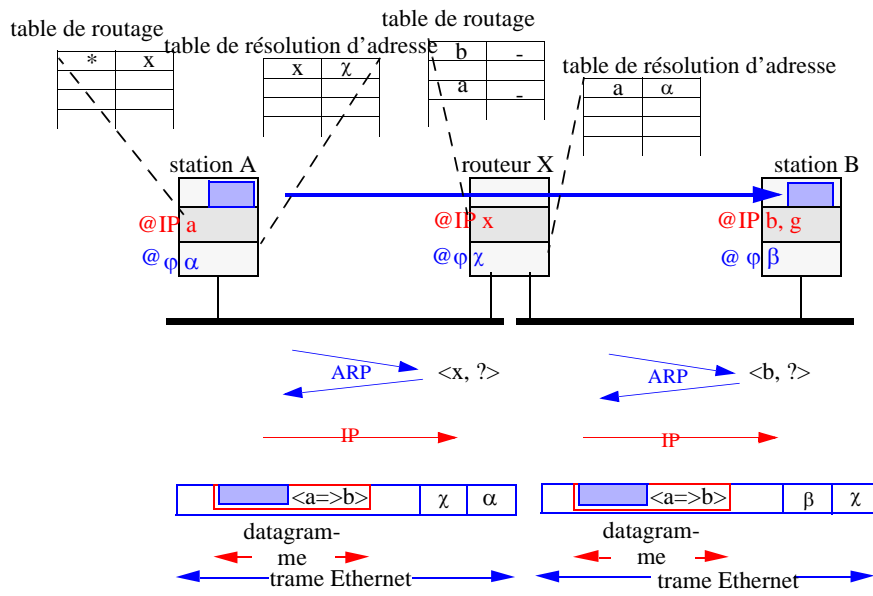 table de routage
* x
table de résolution d’adresse
x χ
table de routage
b -
a -
table de résolution d’adresse
a α
station A
routeur X
station B
@IP a
@IP x
@IP b, g
@φ α
@φ χ
@ φ β
ARP
<x, ?>
ARP
<b, ?>
IP
IP
<a=>b> χ α
<a=>b> β χ
datagram-
me
trame Ethernet
datagram-
me
trame Ethernet